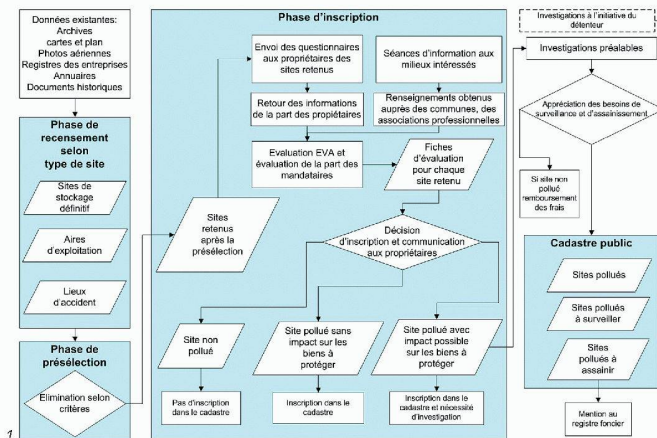 Données existantes:
Archives
cartes et plan
Photos aériennes
Registres des entreprises
Annuaires
Documents historiques
Phase de
recensement
selon
type de site
Sites de
stockage
définitif
Aires
d'exploitation
Lieux
d'accident
Phase de
présélection
Elimination selon
critères
1
Phase d'inscription
Envoi des questionnaires
aux propriétaires des
sites retenus
Séances d'information aux
milieux intéressés
Retour des informations
de la part des propiétaires
Renseignements obtenus
auprès des communes, des
associations professionnelles
Evaluation EVA et
évaluation de la part des
mandataires
Fiches
d'évaluation
pour chaque
site retenu
Sites
retenus
après la
présélection
Décision
d'inscription et communication
aux propriétaires
Site non
pollué
Site pollué sans
impact sur les
biens à
protéger
Site pollué avec
impact possible
sur les biens à
protéger
Pas d'inscription
dans le cadastre
Inscription dans le
cadastre
Inscription dans le
cadastre et nécessité
d'investigation
Investigations à l'initiative du
détenteur
Investigations préalables
Appréciation des besoins de
surveillance et d'assainissement
Si site non
pollué
remboursement
des frais
Cadastre public
Sites pollués
Sites pollués
à surveiller
Sites
pollués à
assainir
Mention au
registre foncier